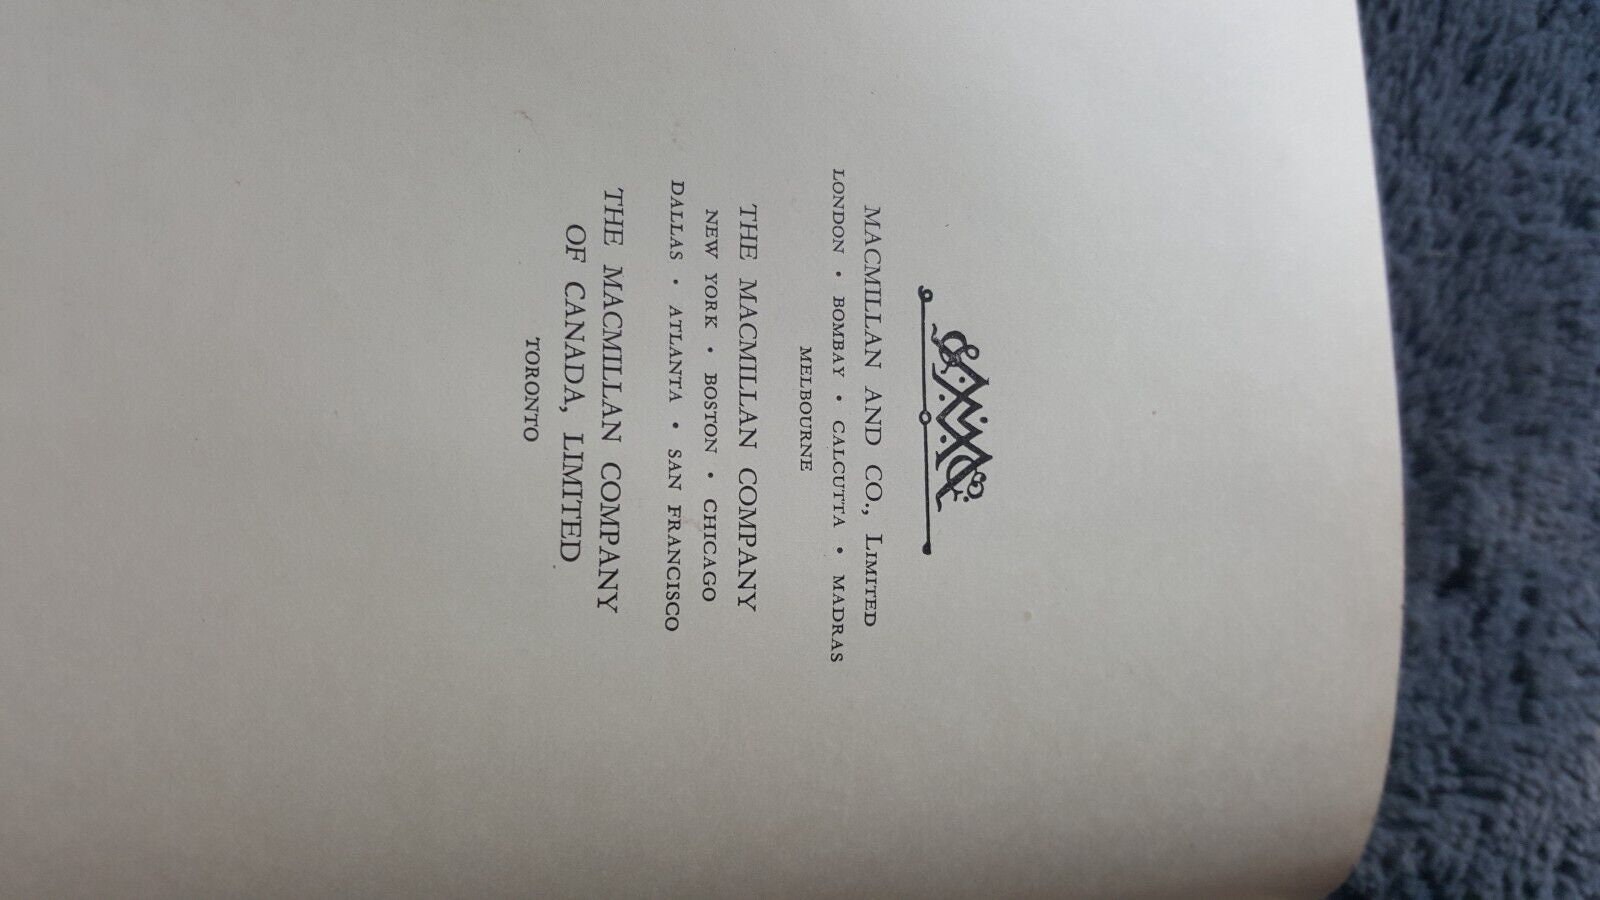 MACMILLAN AND CO., LIMITED
LONDON • BOMBAY • CALCUTTA • MADRAS
MELBOURNE
THE MACMILLAN COMPANY
NEW YORK • BOSTON • CHICAGO
DALLAS • ATLANTA • SAN FRANCISCO
THE MACMILLAN COMPANY
OF CANADA, LIMITED
TORONTO